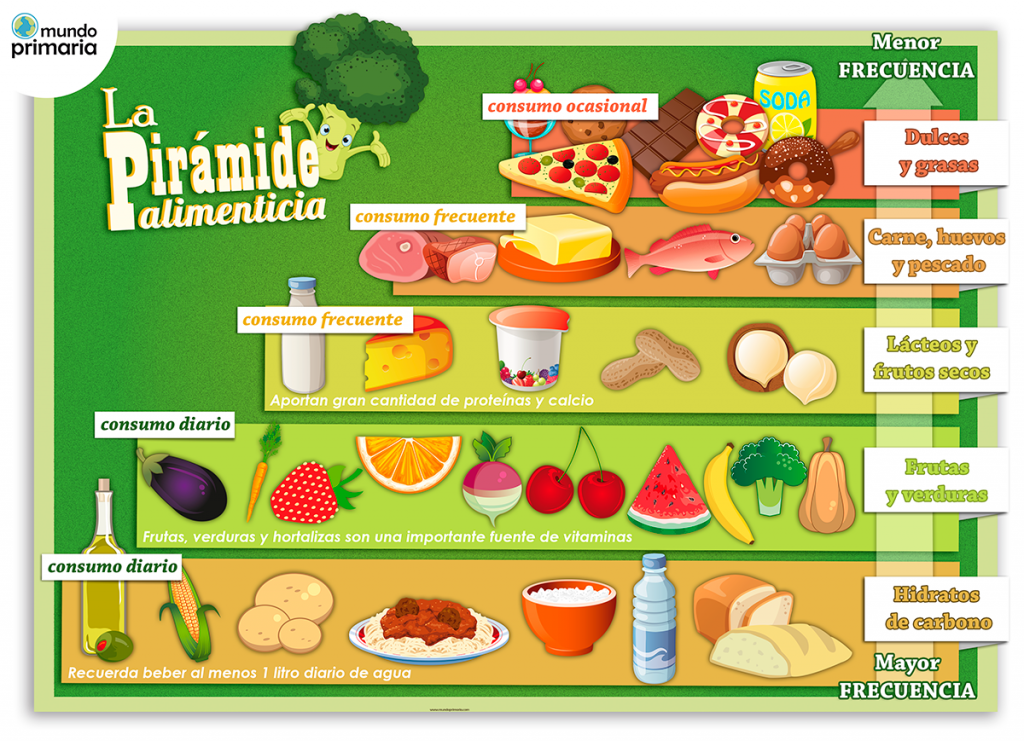 mundo
primaria
La
Pirámide
alimenticia
Menor
FRECUENCIA
consumo ocasional
SODA
Dulces
y grasas
consumo frecuente
Carne, huevos
y pescado
consumo frecuente
Lácteos y
frutos secos
Aportan gran cantidad de proteínas y calcio
consumo diario
Frutas
y verduras
Frutas, verduras y hortalizas son una importante fuente de vitaminas
consumo diario
Hidratos
de carbono
Recuerda beber al menos 1 litro diario de agua
Mayor
FRECUENCIA
www.mundoprimaria.com